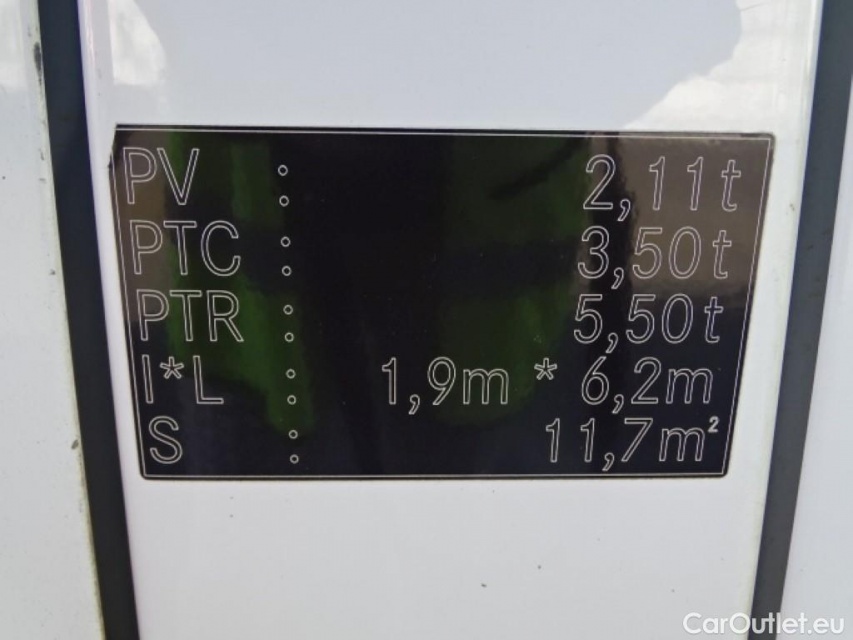 PV : 2,11t
PTC : 3,50t
PTR : 5,50t
I*L : 1,9m * 6,2m
S : 11,7m²
CarOutlet.eu